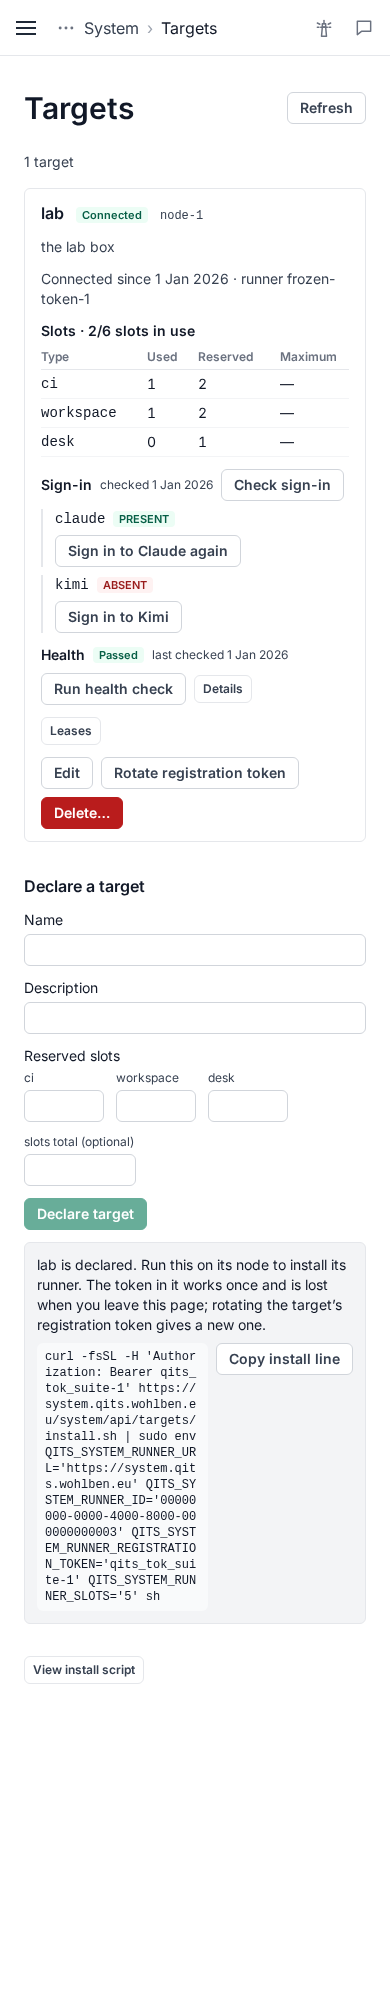 System › Targets
Targets
Refresh
1 target
lab Connected node-1
the lab box
Connected since 1 Jan 2026 · runner frozen-
token-1
Slots · 2/6 slots in use
Type Used Reserved Maximum
ci 1 2 —
workspace 1 2 —
desk 0 1 —
Sign-in checked 1 Jan 2026 Check sign-in
claude PRESENT
Sign in to Claude again
kimi ABSENT
Sign in to Kimi
Health Passed last checked 1 Jan 2026
Run health check Details
Leases
Edit Rotate registration token
Delete…
Declare a target
Name
Description
Reserved slots
ci workspace desk
slots total (optional)
Declare target
lab is declared. Run this on its node to install its
runner. The token in it works once and is lost
when you leave this page; rotating the target’s
registration token gives a new one.
Copy install line
curl -fsSL -H 'Author
ization: Bearer qits_
tok_suite-1' https://
system.qits.wohlben.e
u/system/api/targets/
install.sh | sudo env
QITS_SYSTEM_RUNNER_UR
L='https://system.qit
s.wohlben.eu' QITS_SY
STEM_RUNNER_ID='00000
000-0000-4000-8000-00
0000000003' QITS_SYST
EM_RUNNER_REGISTRATIO
N_TOKEN='qits_tok_sui
te-1' QITS_SYSTEM_RUN
NER_SLOTS='5' sh
View install script